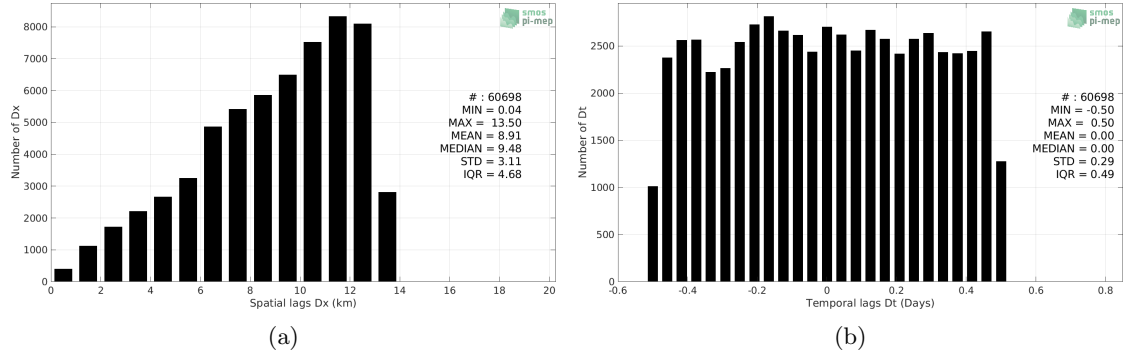 8000
7000
6000
5000
4000
3000
2000
1000
0
Number of Dx
0 2 4 6 8 10 12 14 16 18 20
Spatial lags Dx (km)
smos
pi-mep
# : 60698
MIN = 0.04
MAX = 13.50
MEAN = 8.91
MEDIAN = 9.48
STD = 3.11
IQR = 4.68
(a)
2500
2000
1500
1000
500
0
Number of Dt
-0.6 -0.4 -0.2 0 0.2 0.4 0.6 0.8
Temporal lags Dt (Days)
smos
pi-mep
# : 60698
MIN = -0.50
MAX = 0.50
MEAN = 0.00
MEDIAN = 0.00
STD = 0.29
IQR = 0.49
(b)